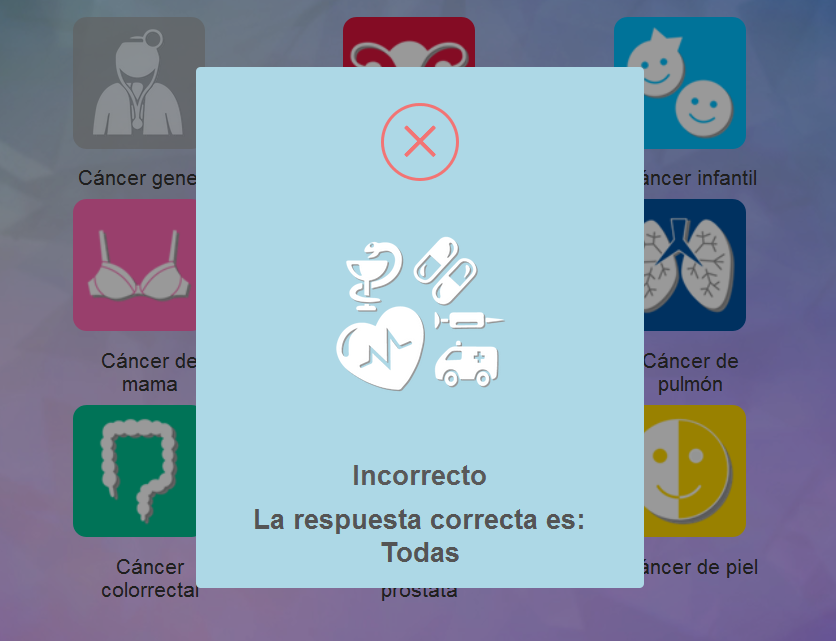 Cáncer gene
áncer infantil
Cáncer de
mama
Cáncer de
pulmón
Incorrecto
La respuesta correcta es:
Todas
Cáncer
colorrectal
próstata
áncer de piel